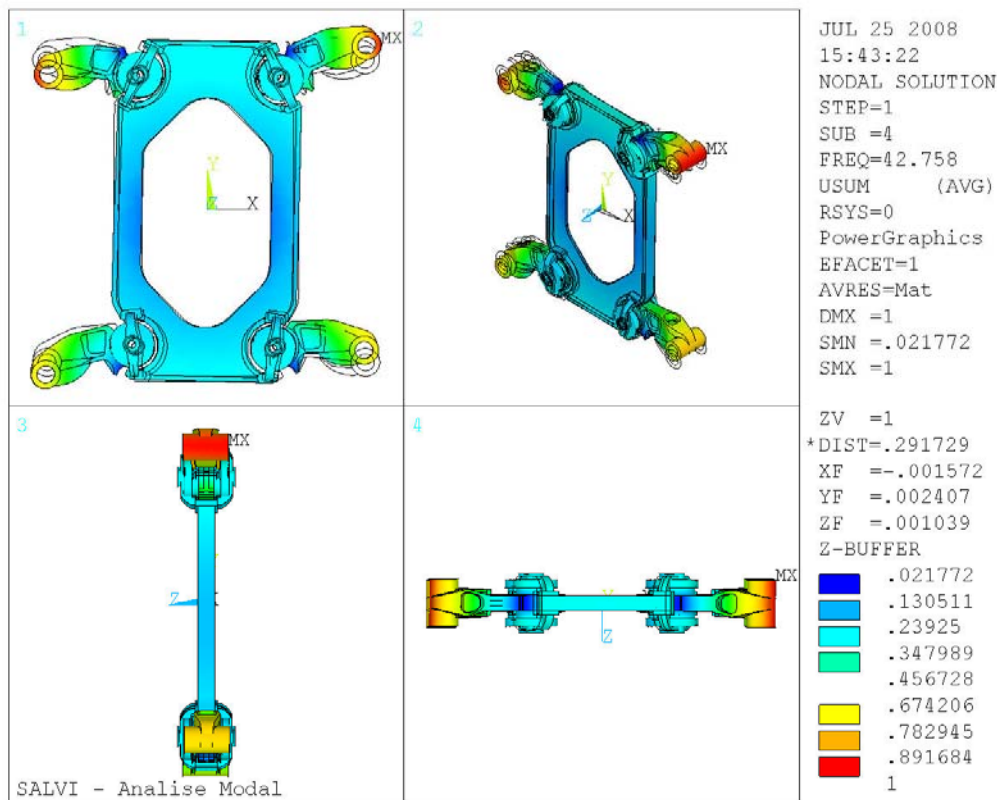 1
MX
Y
Z
X
2
MX
Y
Z
X
3
MX
Z
SALVI - Analise Modal
4
MX
Y
Z
JUL 25 2008
15:43:22
NODAL SOLUTION
STEP=1
SUB =4
FREQ=42.758
USUM (AVG)
RSYS=0
PowerGraphics
EFACET=1
AVRES=Mat
DMX =1
SMN =.021772
SMX =1
ZV =1
*DIST=.291729
XF =-.001572
YF =.002407
ZF =.001039
Z-BUFFER
.021772
.130511
.23925
.347989
.456728
.674206
.782945
.891684
1